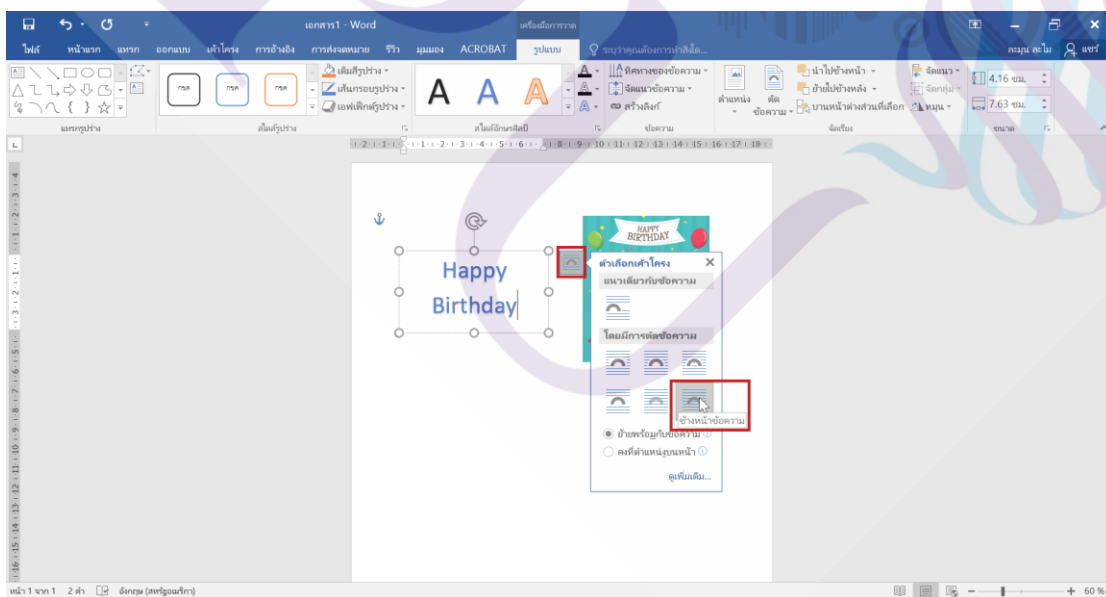 เอกสาร1 - Word
เครื่องมือการวาด
ไฟล์ หน้าแรก แทรก ออกแบบ เค้าโครง การอ้างอิง การส่งจดหมาย รีวิว มุมมอง ACROBAT รูปแบบ ระบุว่าคุณต้องการทำสิ่งใด... ละมุน ละไม แชร์
เติมสีรูปร่าง
เส้นกรอบรูปร่าง
เอฟเฟ็กต์รูปร่าง
กขค กขค กขค
A A A
ทิศทางของข้อความ
จัดแนวข้อความ
สร้างลิงก์
ตำแหน่ง
ตัดข้อความ
นำไปข้างหน้า
ย้ายไปข้างหลัง
บานหน้าต่างส่วนที่เลือก
จัดแนว
จัดกลุ่ม
หมุน
4.16 ซม.
7.63 ซม.
แทรกรูปร่าง สไตล์รูปร่าง สไตล์อักษรศิลป์ ข้อความ จัดเรียง ขนาด
HAPPY
BIRTHDAY
Happy
Birthday
ตัวเลือกเค้าโครง
แนวเดียวกับข้อความ
โดยมีการตัดข้อความ
ข้างหน้าข้อความ
ย้ายพร้อมกับข้อความ
คงที่ตำแหน่งบนหน้า
ดูเพิ่มเติม...
หน้า 1 จาก 1 2 คำ อังกฤษ (สหรัฐอเมริกา) 60 %